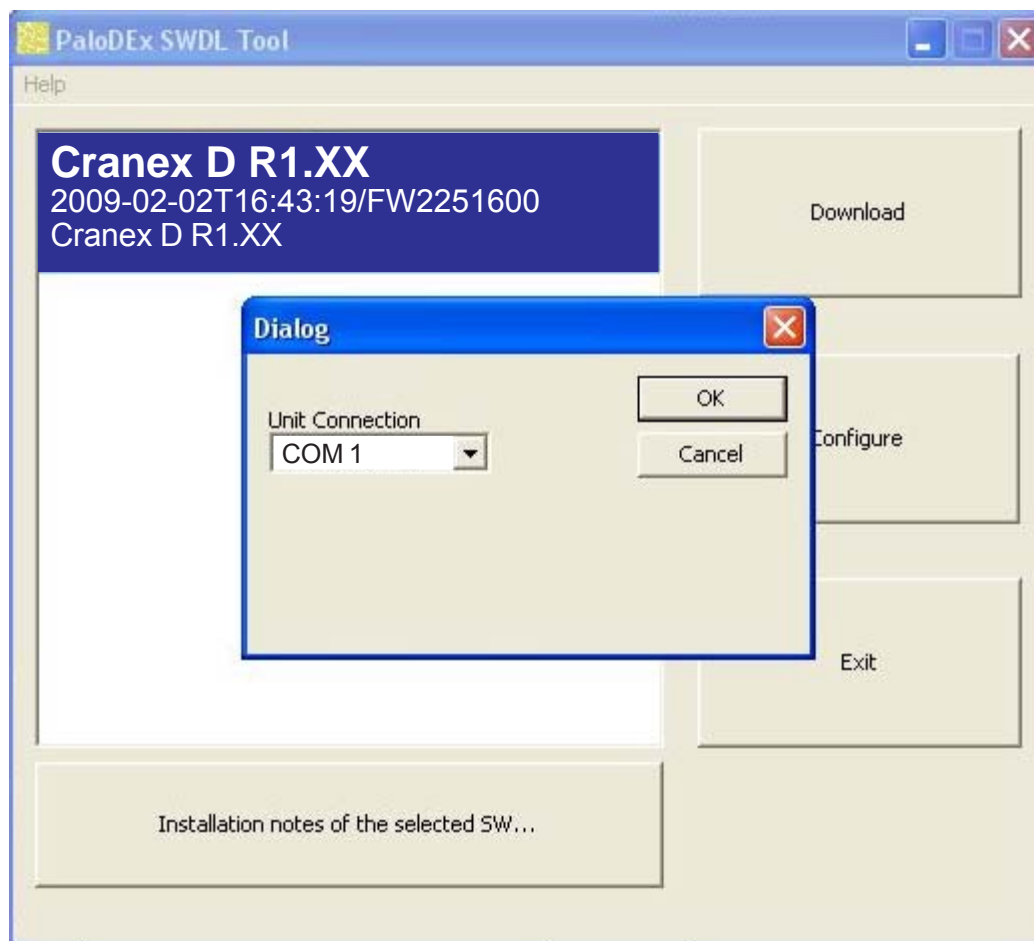 PaloDEx SWDL Tool
Help
Cranex D R1.XX
2009-02-02T16:43:19/FW2251600
Cranex D R1.XX
Download
Dialog
Unit Connection
COM 1
OK
Cancel
Configure
Exit
Installation notes of the selected SW...